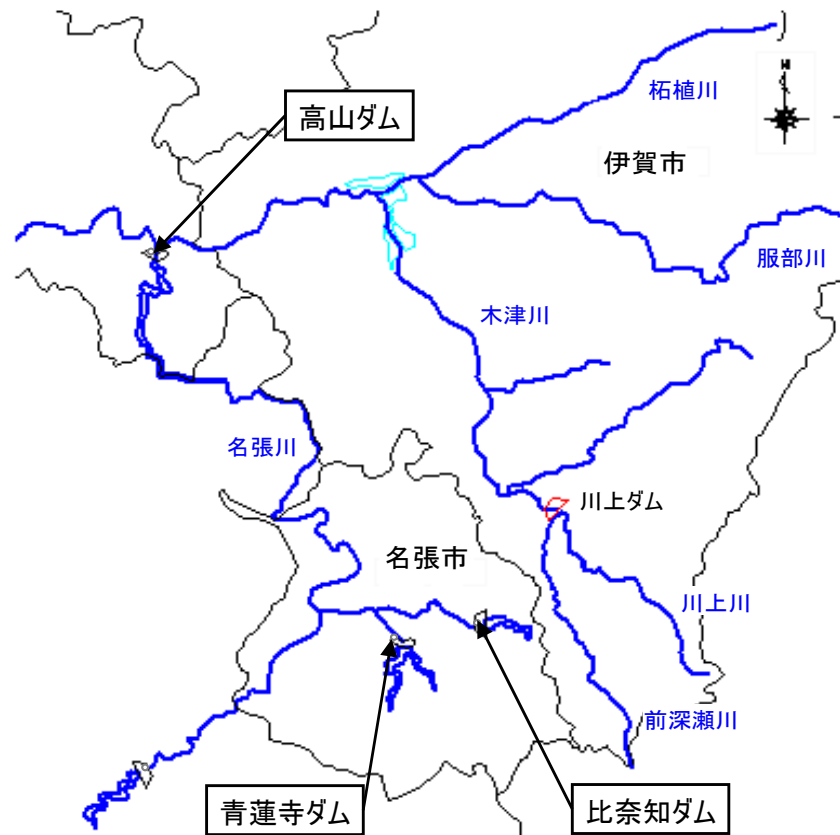 柘植川
高山ダム
伊賀市
服部川
木津川
名張川
川上ダム
名張市
川上川
前深瀬川
青蓮寺ダム
比奈知ダム